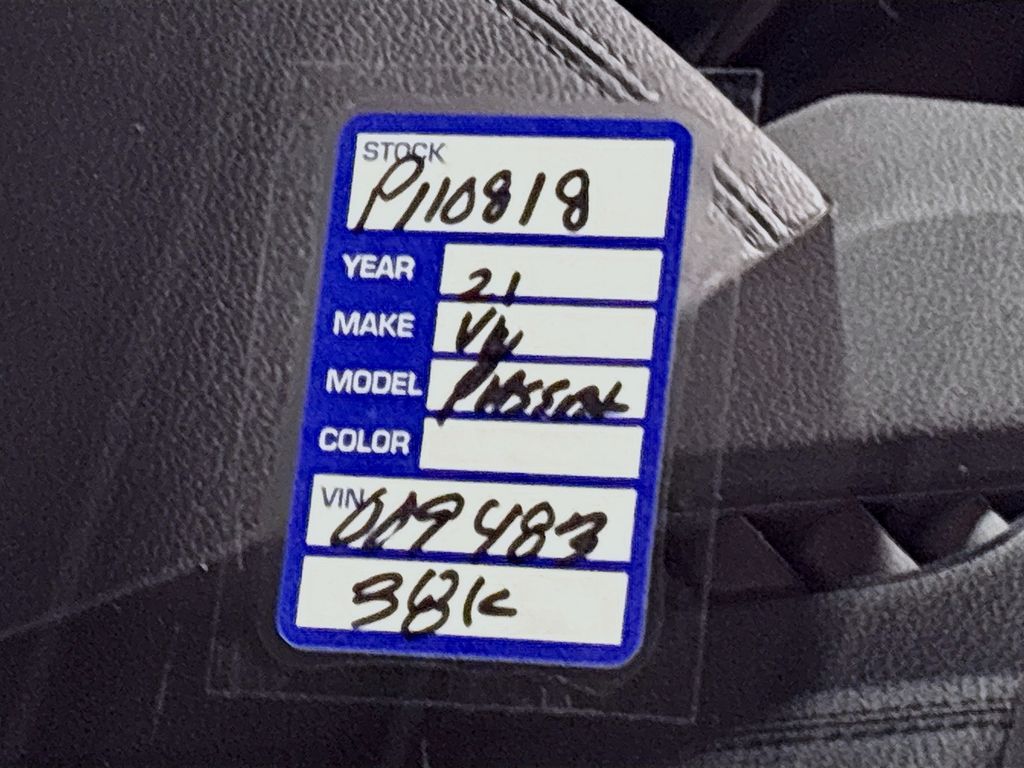 STOCK
P110818
YEAR 21
MAKE VW
MODEL PASSAT
COLOR
VIN 009483
38K